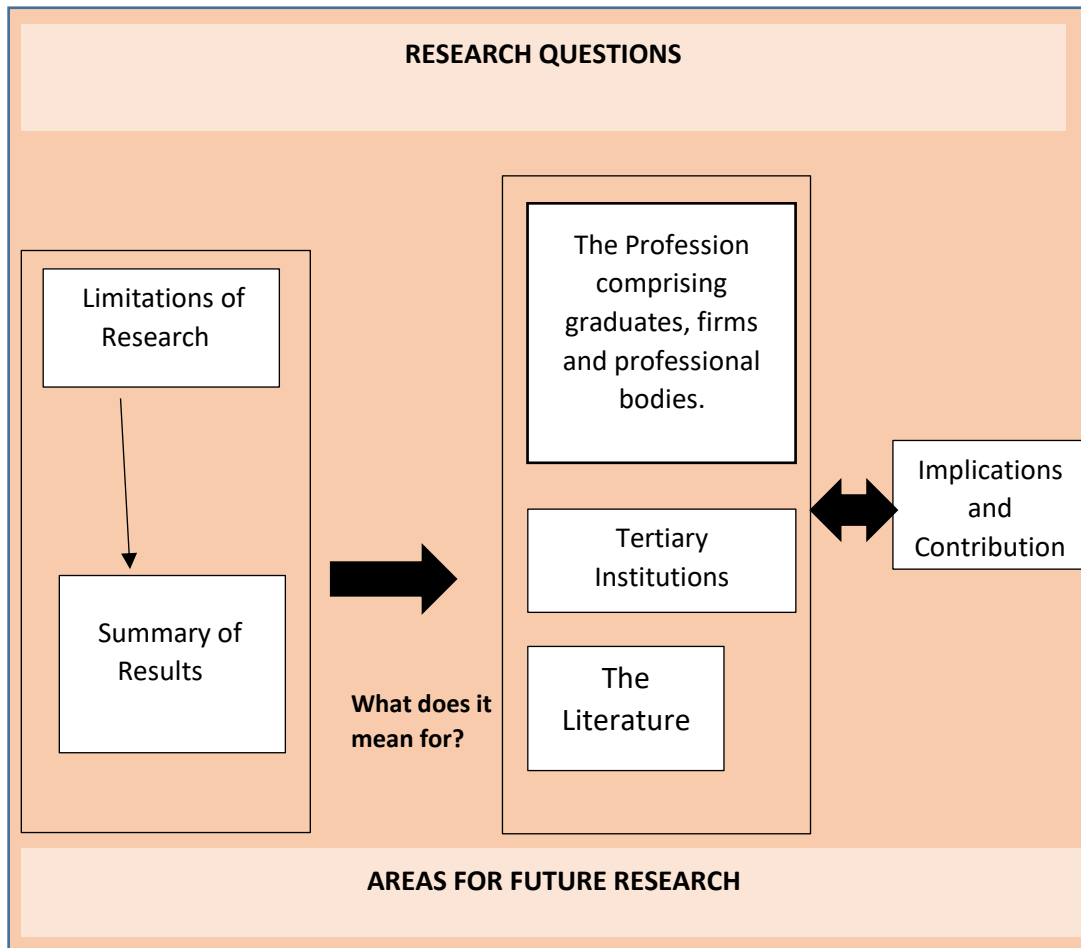 RESEARCH QUESTIONS
Limitations of
Research
Summary of
Results
What does it
mean for?
The Profession
comprising
graduates, firms
and professional
bodies.
Tertiary
Institutions
The
Literature
Implications
and
Contribution
AREAS FOR FUTURE RESEARCH